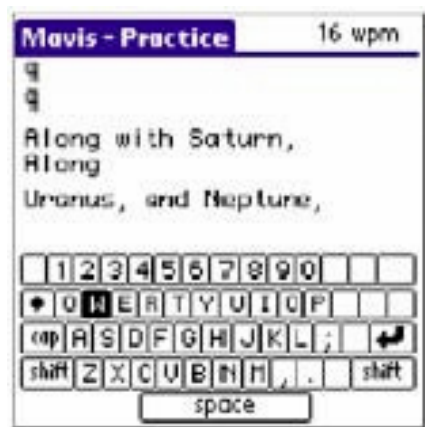 Mavis - Practice 16 wpm
¶
¶
Along with Saturn,
Along
Uranus, and Neptune,
1 2 3 4 5 6 7 8 9 0
Q W E R T Y U I O P
cap A S D F G H J K L ;
shift Z X C V B N M , . shift
space